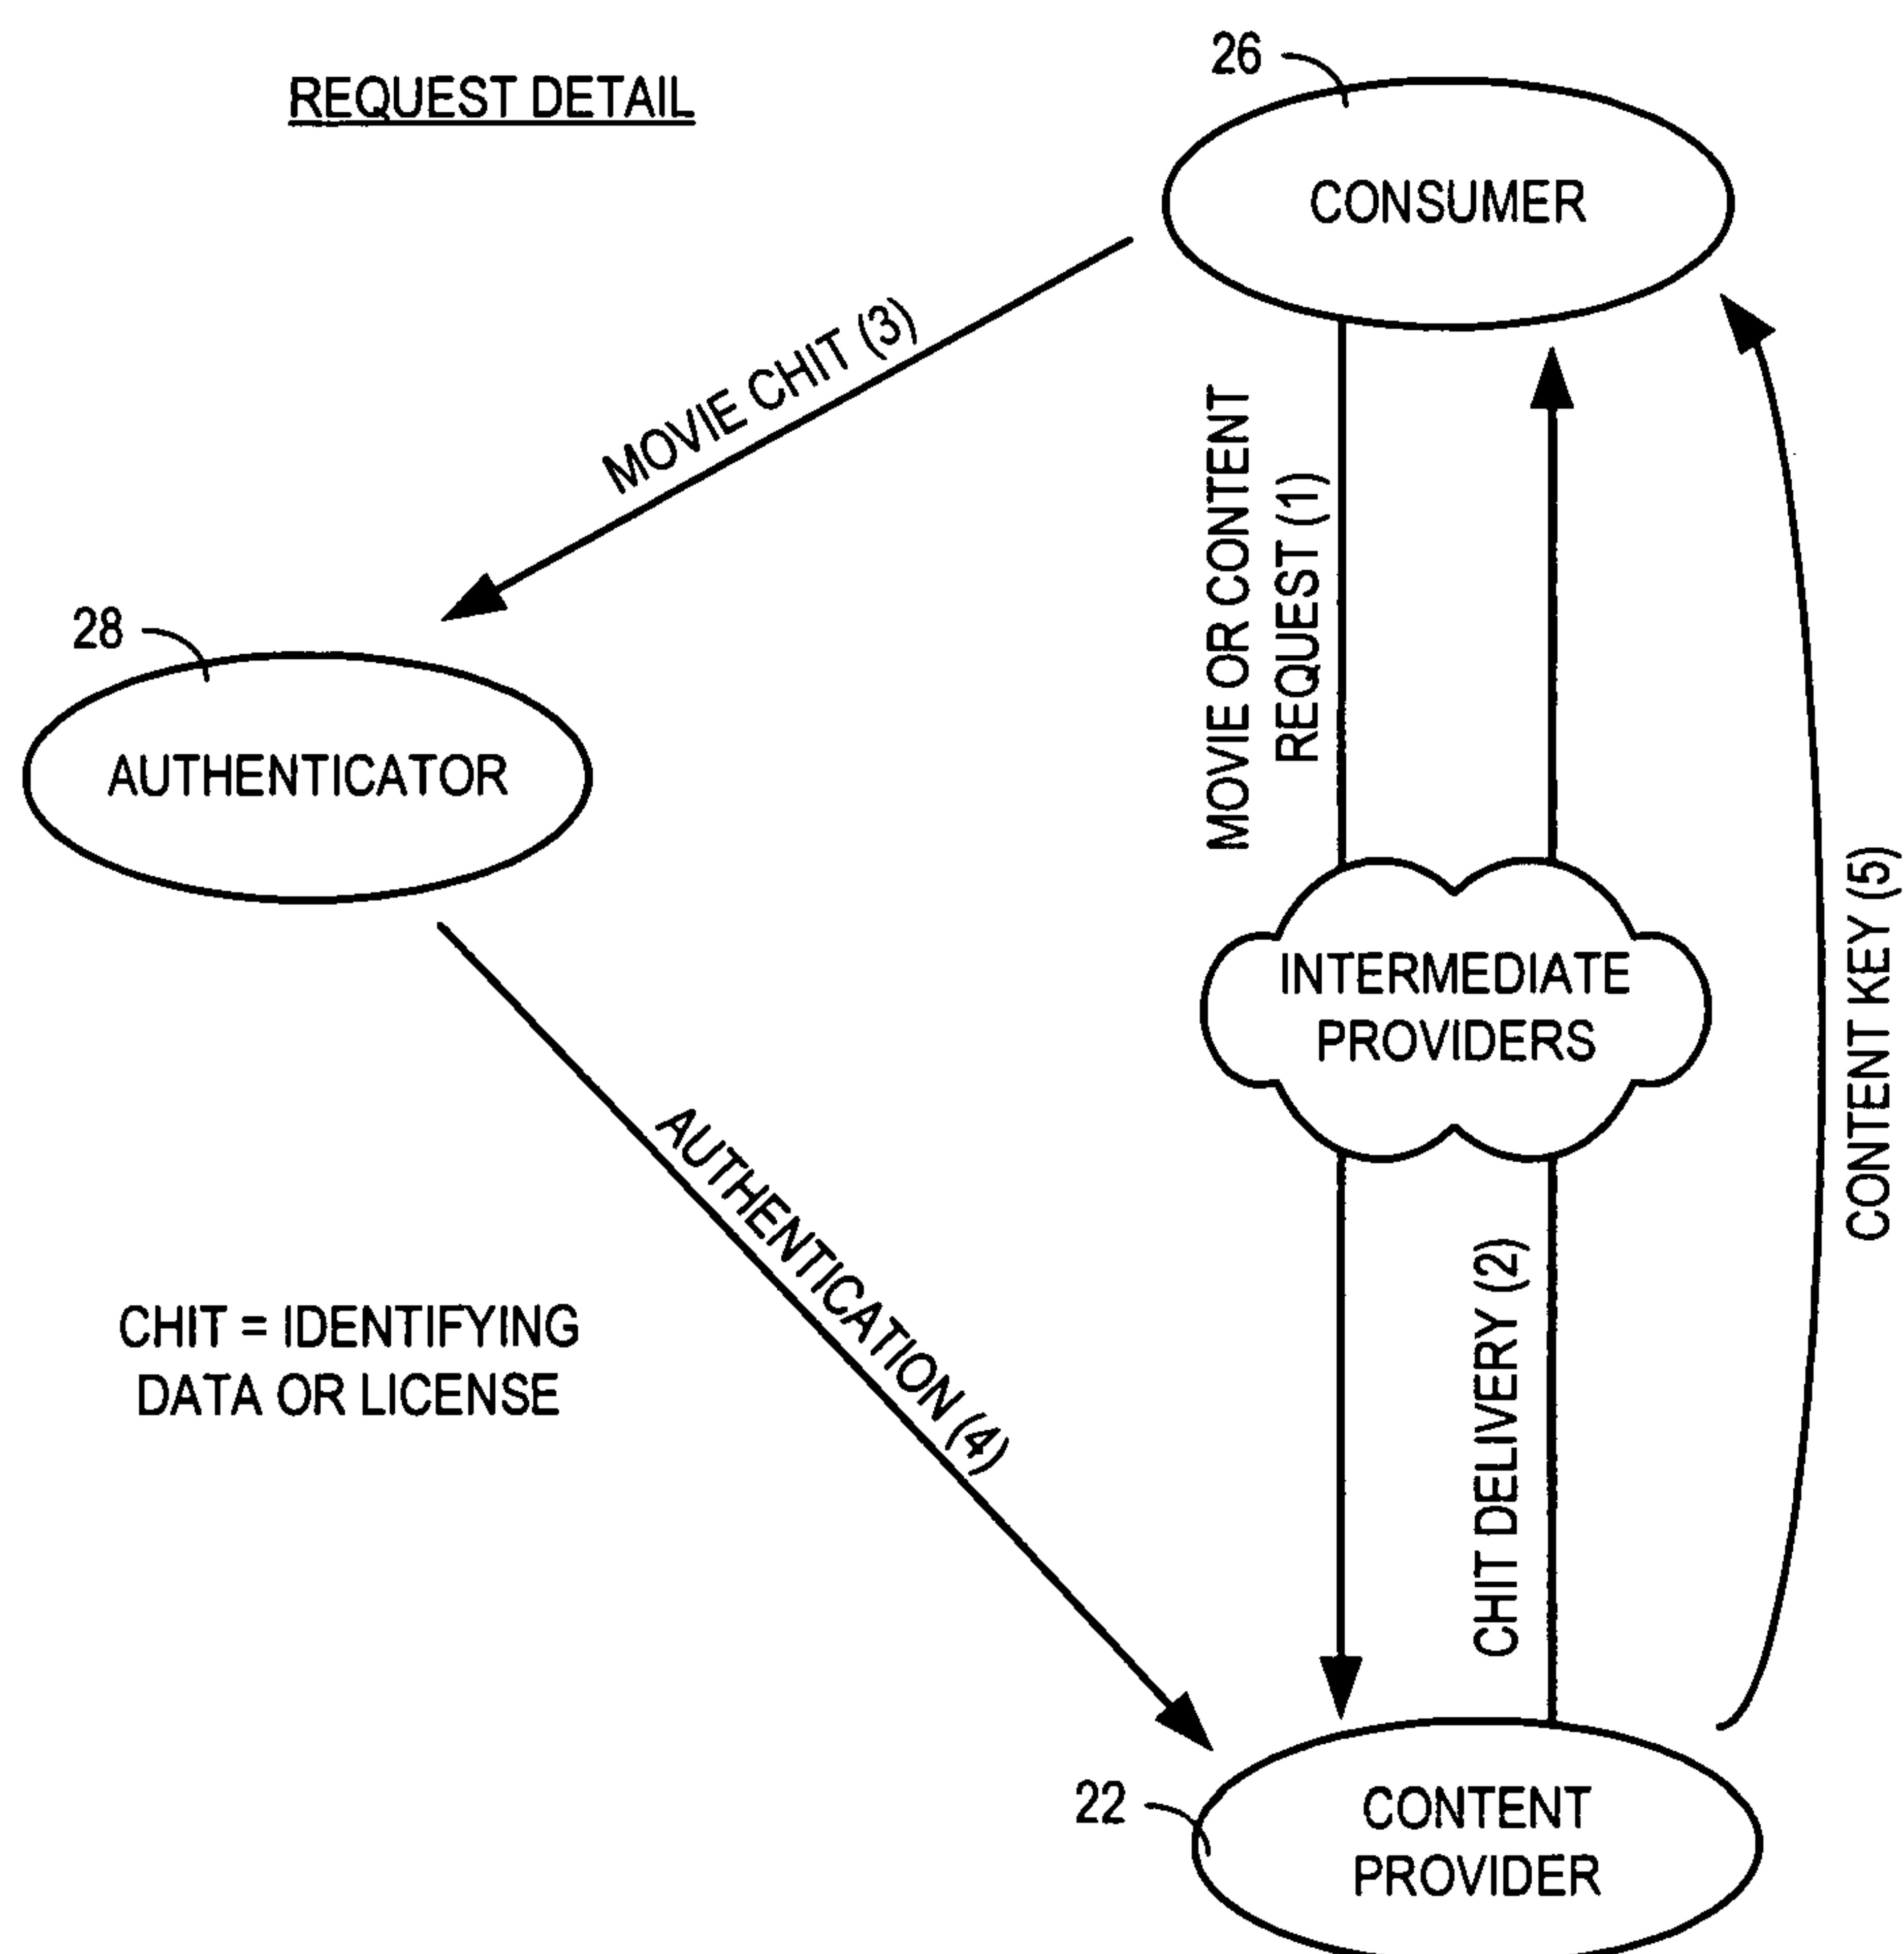 REQUEST DETAIL
26
CONSUMER
MOVIE CHIT (3)
MOVIE OR CONTENT
REQUEST (1)
28
AUTHENTICATOR
INTERMEDIATE
PROVIDERS
CONTENT KEY (5)
AUTHENTICATION (4)
CHIT DELIVERY (2)
CHIT = IDENTIFYING
DATA OR LICENSE
22
CONTENT
PROVIDER